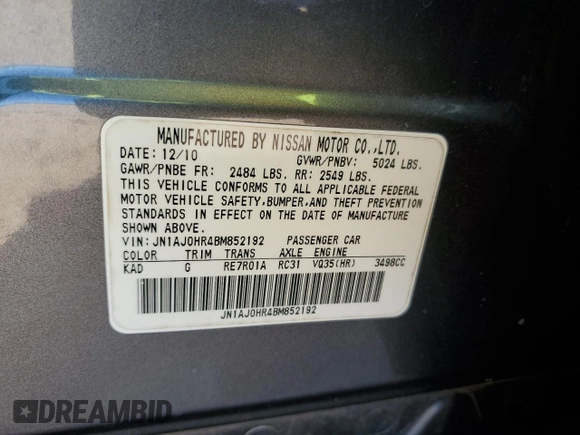 MANUFACTURED BY NISSAN MOTOR CO.,LTD.
DATE: 12/10 GVWR/PNBV: 5024 LBS.
GAWR/PNBE FR: 2484 LBS. RR: 2549 LBS.
THIS VEHICLE CONFORMS TO ALL APPLICABLE FEDERAL
MOTOR VEHICLE SAFETY,BUMPER,AND THEFT PREVENTION
STANDARDS IN EFFECT ON THE DATE OF MANUFACTURE
SHOWN ABOVE.
VIN: JN1AJ0HR4BM852192 PASSENGER CAR
COLOR TRIM TRANS AXLE ENGINE
KAD G RE7R01A RC31 VQ35(HR) 3498CC
JN1AJ0HR4BM852192
DREAMBID